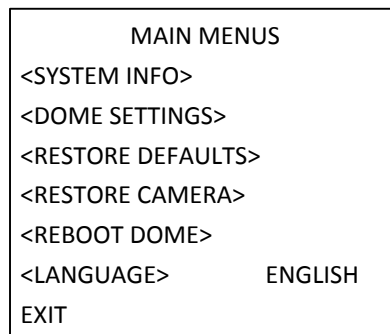 MAIN MENUS
<SYSTEM INFO>
<DOME SETTINGS>
<RESTORE DEFAULTS>
<RESTORE CAMERA>
<REBOOT DOME>
<LANGUAGE> ENGLISH
EXIT